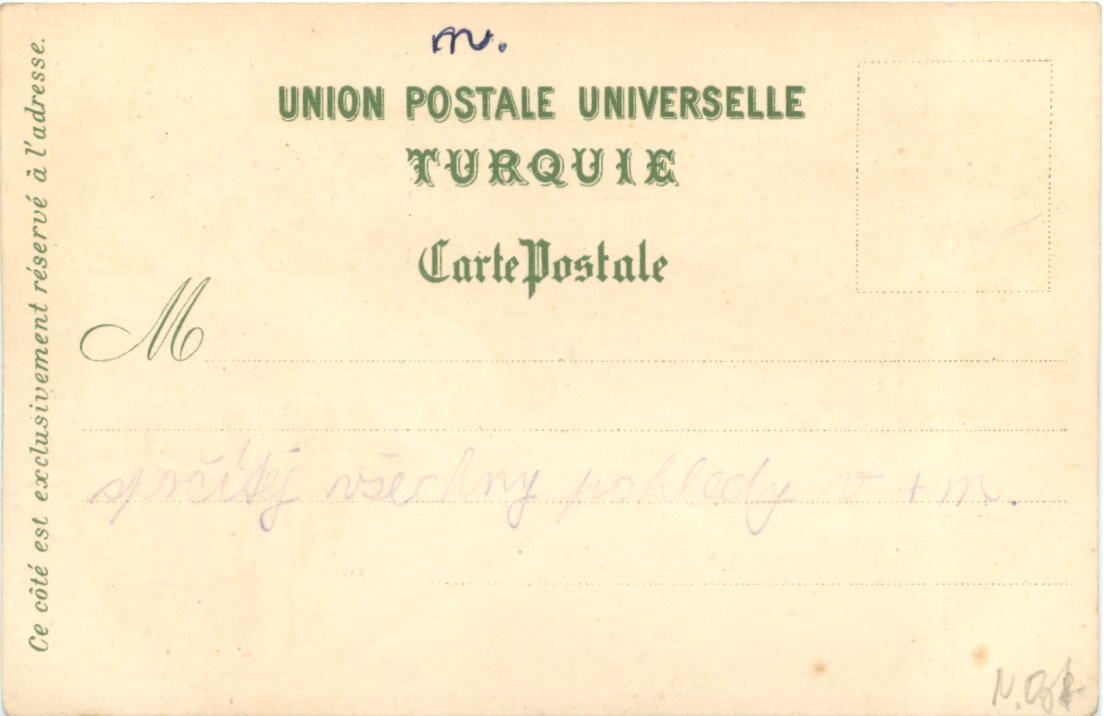 m.
UNION POSTALE UNIVERSELLE
TURQUIE
Carte Postale
M
spočítej všechny pohledy v + m.
Ce côté est exclusivement réservé à l'adresse.